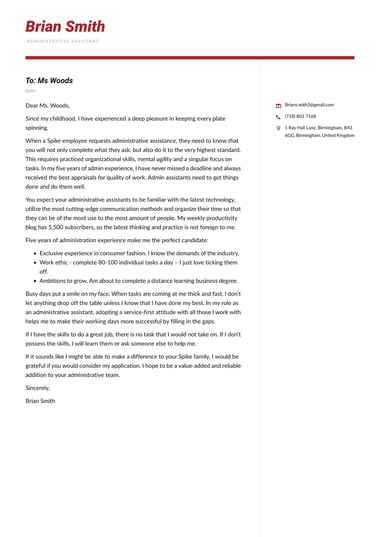 Brian Smith
ADMINISTRATIVE ASSISTANT
To: Ms Woods
Spike
Dear Ms. Woods,
Since my childhood, I have experienced a deep pleasure in keeping every plate
spinning.
When a Spike employee requests administrative assistance, they need to know that
you will not only complete what they ask, but also do it to the very highest standard.
This requires practiced organizational skills, mental agility and a singular focus on
tasks. In my five years of admin experience, I have never missed a deadline and always
received the best appraisals for quality of work. Admin assistants need to get things
done and do them well.
You expect your administrative assistants to be familiar with the latest technology,
utilize the most cutting-edge communication methods and organize their time so that
they can be of the most use to the most amount of people. My weekly productivity
blog has 5,500 subscribers, so the latest thinking and practice is not foreign to me.
Five years of administration experience make me the perfect candidate:
• Exclusive experience in consumer fashion. I know the demands of the industry.
• Work ethic - complete 80-100 individual tasks a day – I just love ticking them
off.
• Ambitions to grow. Am about to complete a distance learning business degree.
Busy days put a smile on my face. When tasks are coming at me thick and fast, I don't
let anything drop off the table unless I know that I have done my best. In my role as
an administrative assistant, adopting a service-first attitude with all those I work with
helps me to make their working days more successful by filling in the gaps.
If I have the skills to do a great job, there is no task that I would not take on. If I don't
possess the skills, I will learn them or ask someone else to help me.
If it sounds like I might be able to make a difference to your Spike family, I would be
grateful if you would consider my application. I hope to be a value-added and reliable
addition to your administrative team.
Sincerely,
Brian Smith
Brians.mith3@gmail.com
(718) 802 7168
1 Ray Hall Lane, Birmingham, B43
6GG, Birmingham, United Kingdom